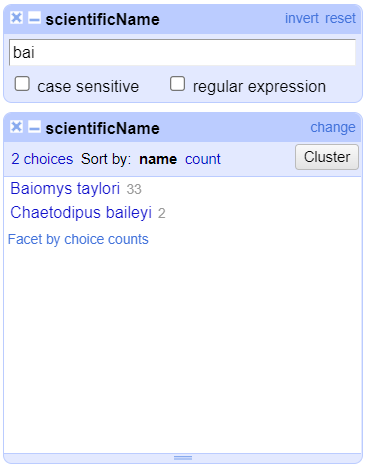 scientificName invert reset
bai
case sensitive regular expression
scientificName change
2 choices Sort by: name count Cluster
Baiomys taylori 33
Chaetodipus baileyi 2
Facet by choice counts